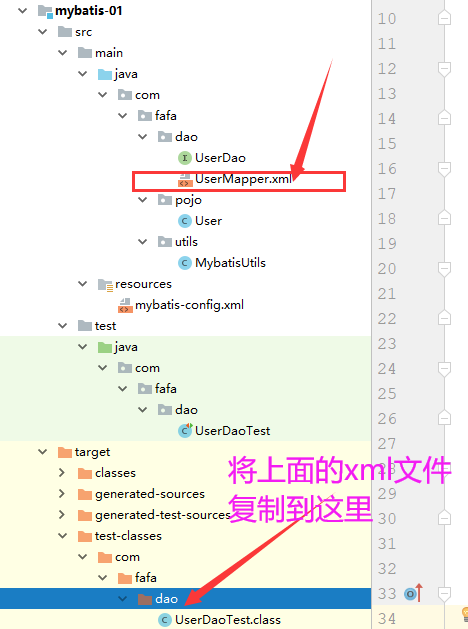 mybatis-01
src
main
java
com
fafa
dao
UserDao
UserMapper.xml
pojo
User
utils
MybatisUtils
resources
mybatis-config.xml
test
java
com
fafa
dao
UserDaoTest
target
classes
generated-sources
generated-test-sources
test-classes
com
fafa
dao
UserDaoTest.class
将上面的xml文件
复制到这里
10
11
12
13
14
15
16
17
18
19
20
21
22
23
24
25
26
27
28
29
30
31
32
33
34